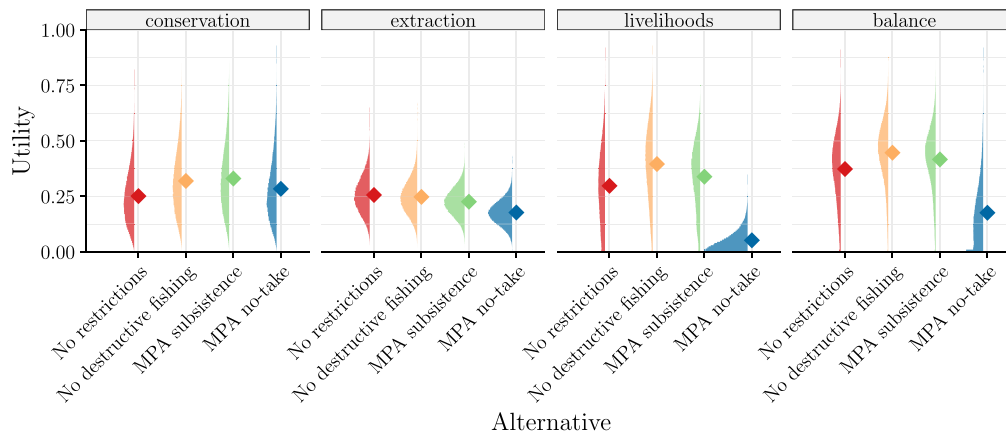 conservation extraction livelihoods balance
1.00
0.75
0.50
0.25
0.00
Utility
No restrictions
No destructive fishing
MPA subsistence
MPA no-take
No restrictions
No destructive fishing
MPA subsistence
MPA no-take
No restrictions
No destructive fishing
MPA subsistence
MPA no-take
No restrictions
No destructive fishing
MPA subsistence
MPA no-take
Alternative